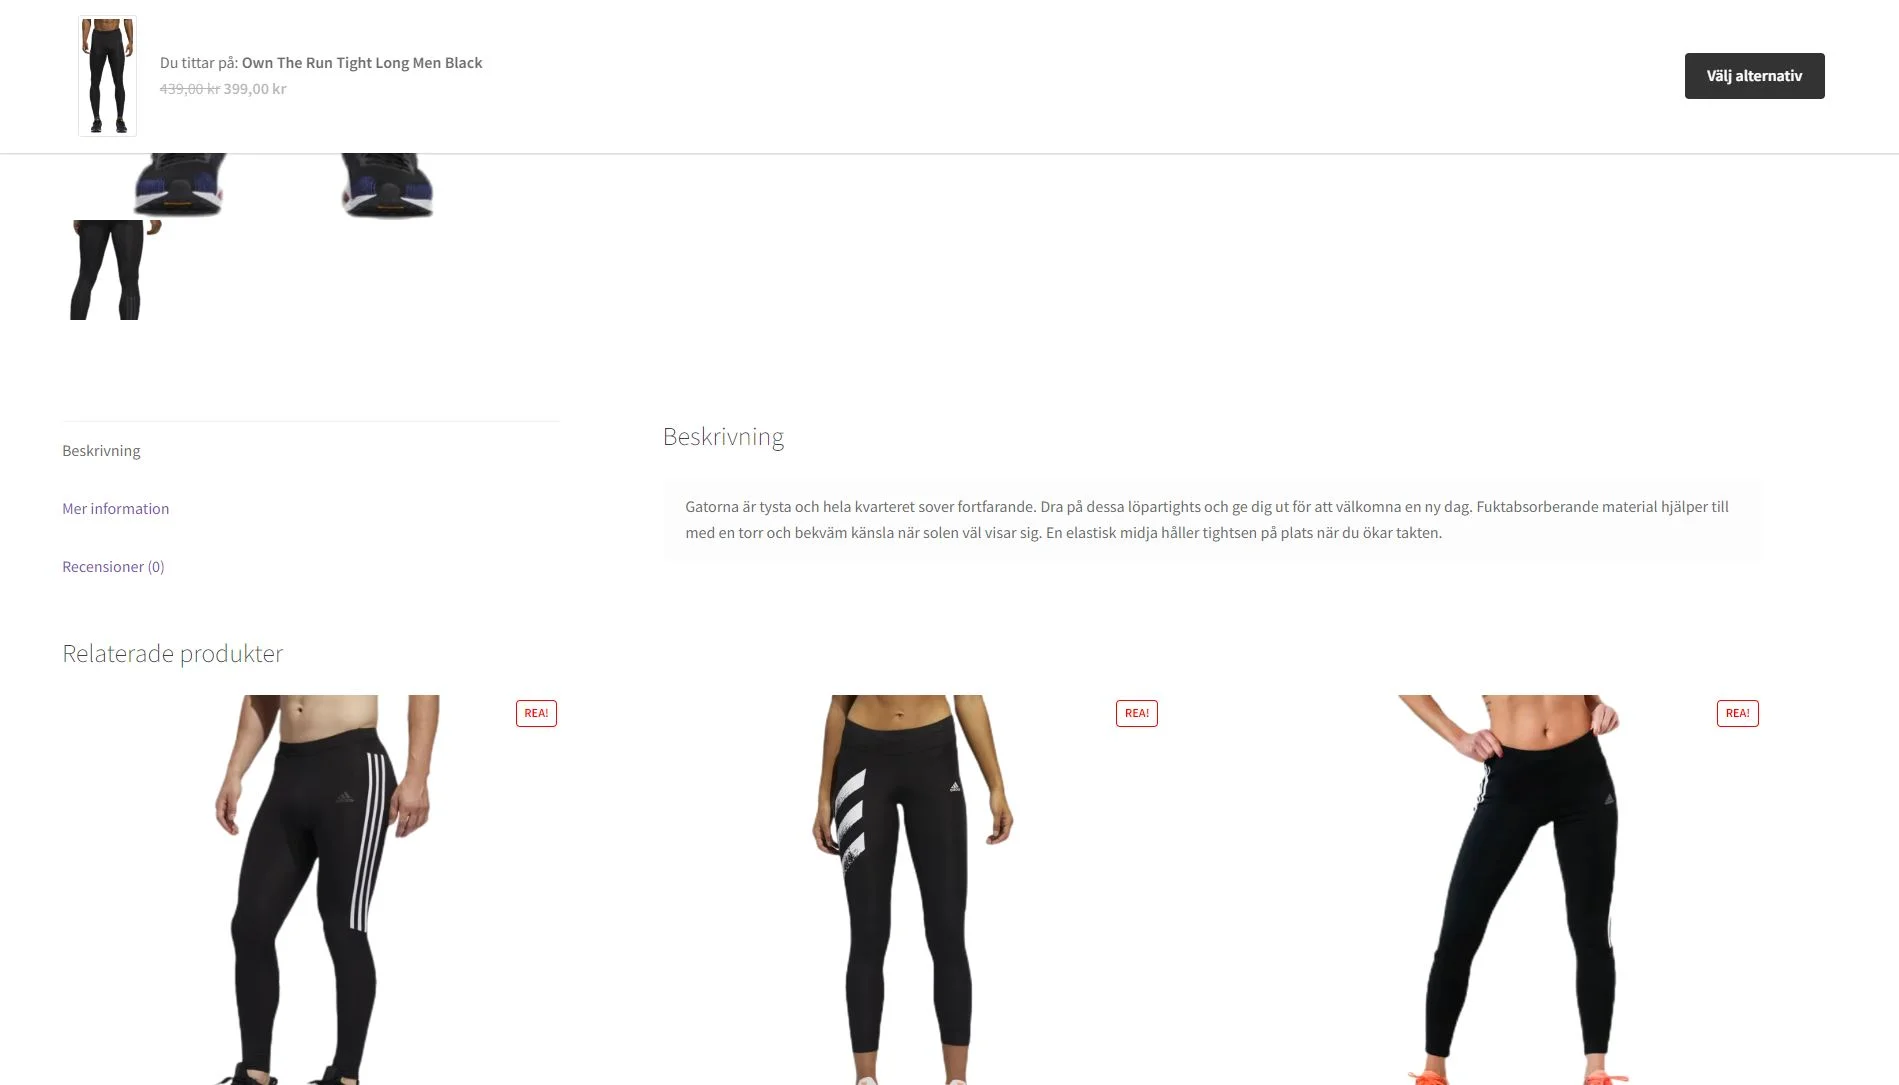 Du tittar på: Own The Run Tight Long Men Black
439,00 kr 399,00 kr
Välj alternativ
Beskrivning
Mer information
Recensioner (0)
Beskrivning
Gatorna är tysta och hela kvarteret sover fortfarande. Dra på dessa löpartights och ge dig ut för att välkomna en ny dag. Fuktabsorberande material hjälper till
med en torr och bekväm känsla när solen väl visar sig. En elastisk midja håller tightsen på plats när du ökar takten.
Relaterade produkter
REA!
REA!
REA!